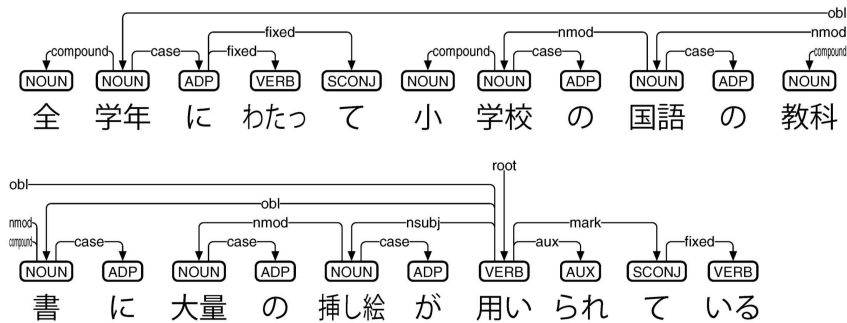 obl
fixed nmod nmod
compound case fixed compound case case compound
NOUN NOUN ADP VERB SCONJ NOUN NOUN ADP NOUN ADP NOUN
全 学年 に わたっ て 小 学校 の 国語 の 教科
root
obl
obl
nmod nmod nsubj mark
compound case case case aux fixed
NOUN ADP NOUN ADP NOUN ADP VERB AUX SCONJ VERB
書 に 大量 の 挿し絵 が 用い られ て いる